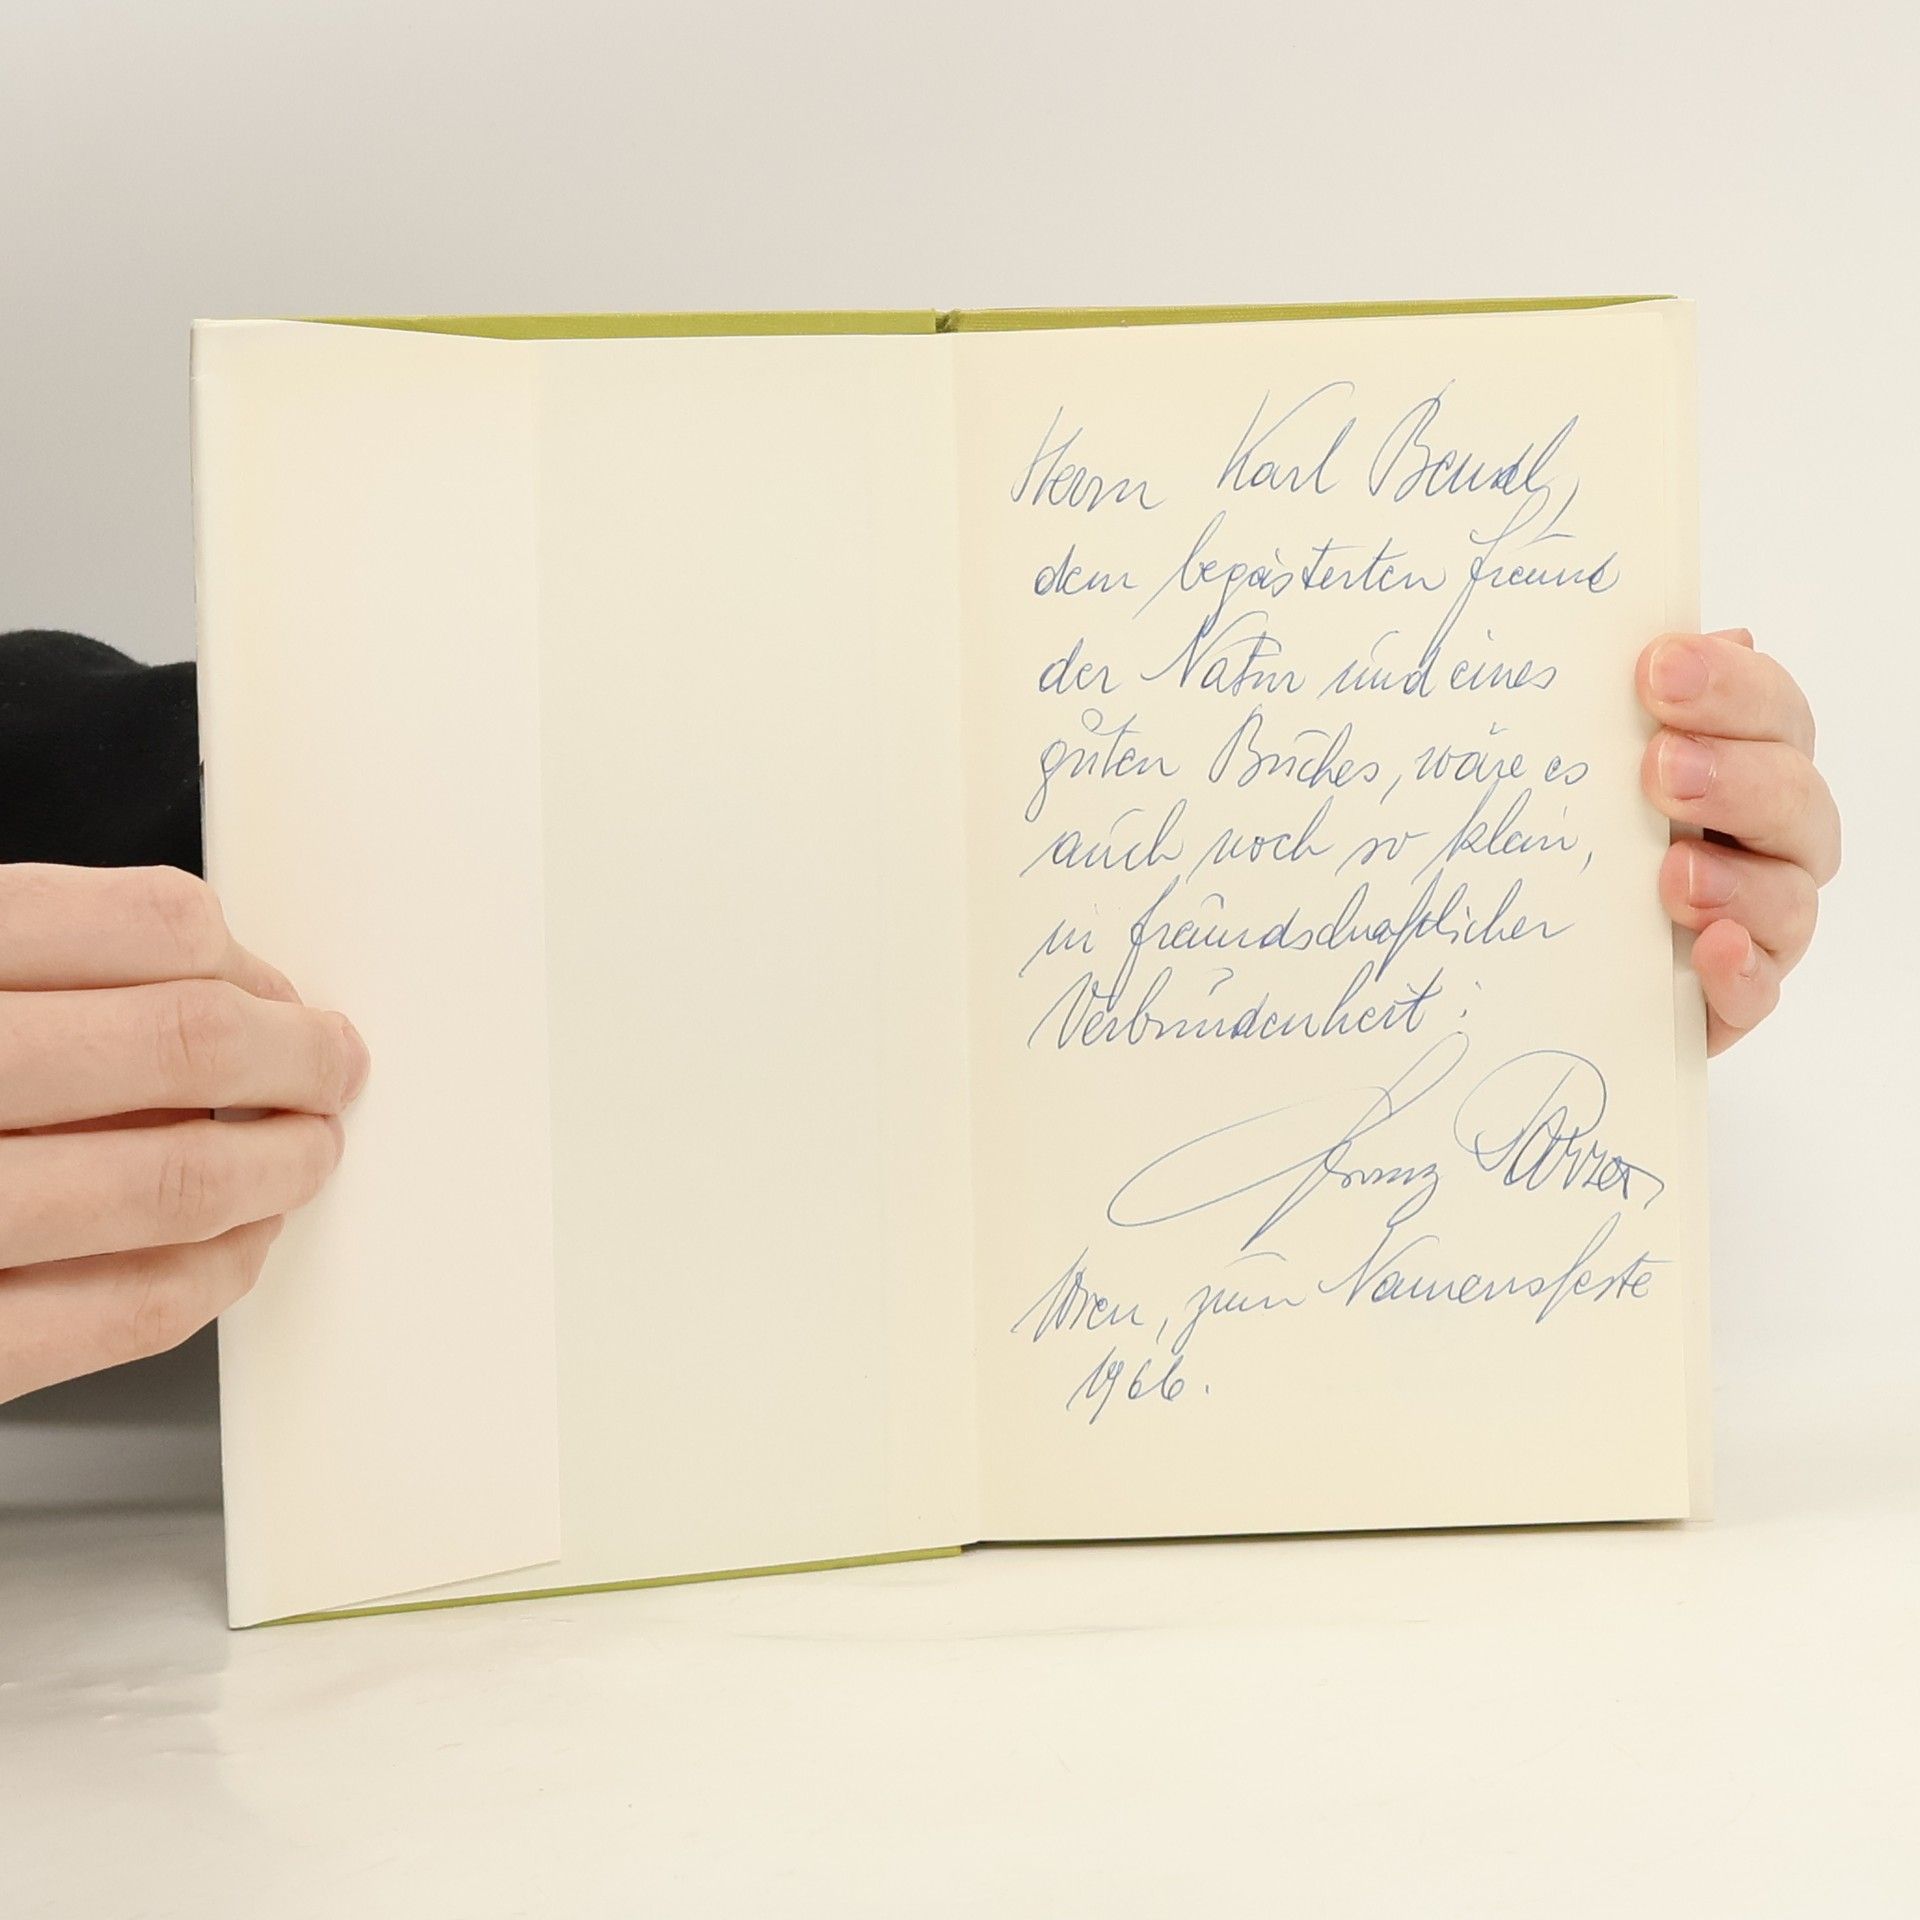 Herrn Karl
dem begeisterten Freund
der Natur und eines
guten Buches, wäre es
auch noch so klein,
in freundschaftlicher
Verbundenheit:
Franz
Wien, zum Namensfeste
1966.